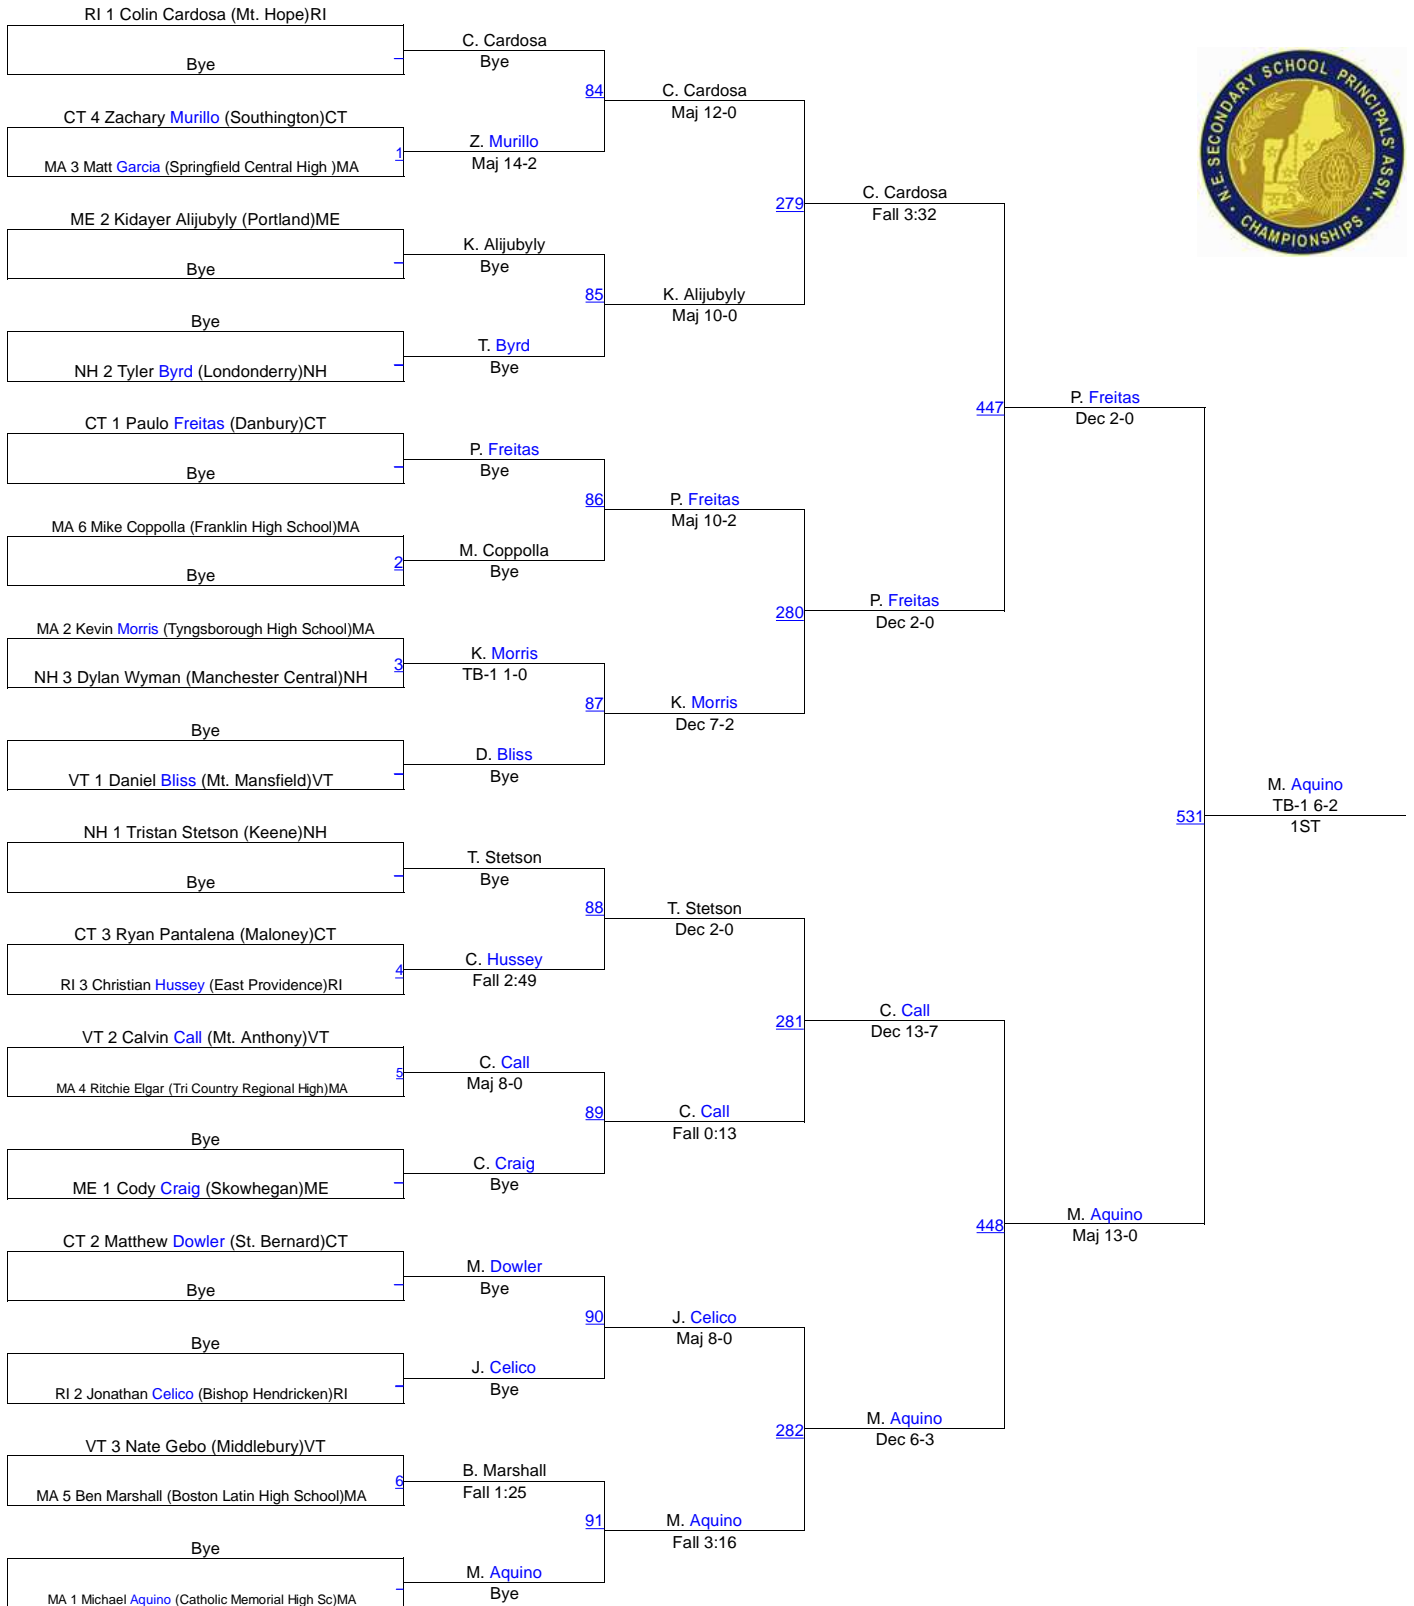 RI 1 Colin Cardosa (Mt. Hope)RI
Bye
CT 4 Zachary Murillo (Southington)CT
1
MA 3 Matt Garcia (Springfield Central High )MA
ME 2 Kidayer Alijubyly (Portland)ME
Bye
Bye
NH 2 Tyler Byrd (Londonderry)NH
CT 1 Paulo Freitas (Danbury)CT
Bye
MA 6 Mike Coppolla (Franklin High School)MA
2
Bye
MA 2 Kevin Morris (Tyngsborough High School)MA
3
NH 3 Dylan Wyman (Manchester Central)NH
Bye
VT 1 Daniel Bliss (Mt. Mansfield)VT
NH 1 Tristan Stetson (Keene)NH
Bye
CT 3 Ryan Pantalena (Maloney)CT
4
RI 3 Christian Hussey (East Providence)RI
VT 2 Calvin Call (Mt. Anthony)VT
5
MA 4 Ritchie Elgar (Tri Country Regional High)MA
Bye
ME 1 Cody Craig (Skowhegan)ME
CT 2 Matthew Dowler (St. Bernard)CT
Bye
Bye
RI 2 Jonathan Celico (Bishop Hendricken)RI
VT 3 Nate Gebo (Middlebury)VT
6
MA 5 Ben Marshall (Boston Latin High School)MA
Bye
MA 1 Michael Aquino (Catholic Memorial High Sc)MA
C. Cardosa
Bye
84
Z. Murillo
Maj 14-2
K. Alijubyly
Bye
85
T. Byrd
Bye
P. Freitas
Bye
86
M. Coppolla
Bye
K. Morris
TB-1 1-0
87
D. Bliss
Bye
T. Stetson
Bye
88
C. Hussey
Fall 2:49
C. Call
Maj 8-0
89
C. Craig
Bye
M. Dowler
Bye
90
J. Celico
Bye
B. Marshall
Fall 1:25
91
M. Aquino
Bye
C. Cardosa
Maj 12-0
279
K. Alijubyly
Maj 10-0
P. Freitas
Maj 10-2
280
K. Morris
Dec 7-2
T. Stetson
Dec 2-0
281
C. Call
Fall 0:13
J. Celico
Maj 8-0
282
M. Aquino
Fall 3:16
C. Cardosa
Fall 3:32
447
P. Freitas
Dec 2-0
C. Call
Dec 13-7
448
M. Aquino
Dec 6-3
P. Freitas
Dec 2-0
531
M. Aquino
Maj 13-0
M. Aquino
TB-1 6-2
1ST
N.E. SECONDARY SCHOOL PRINCIPALS' ASSN.
• CHAMPIONSHIPS •